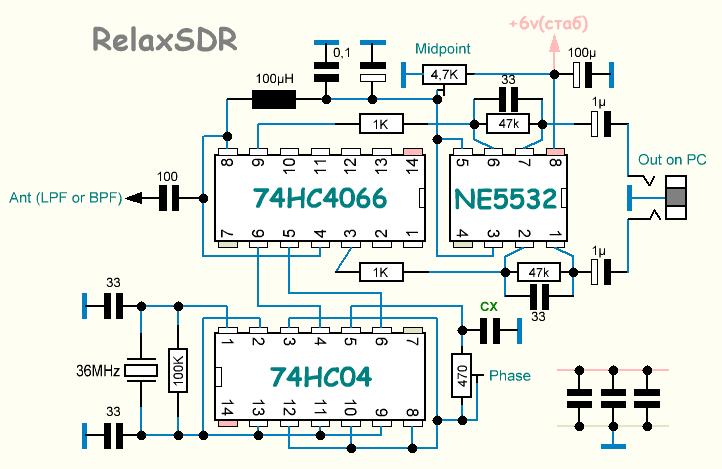 RelaxSDR
+6v(стаб)
0,1
Midpoint
100µ
100µH
4,7K
33
1µ
1K
47k
8 9 10 11 12 13 14
5 6 7 8
Out on PC
100
Ant (LPF or BPF)
74HC4066
NE5532
7 6 5 4 3 2 1
4 3 2 1
1K
47k
1µ
33
33
CX
1 2 3 4 5 6 7
36MHz
100K
74HC04
470
Phase
33
14 13 12 11 10 9 8